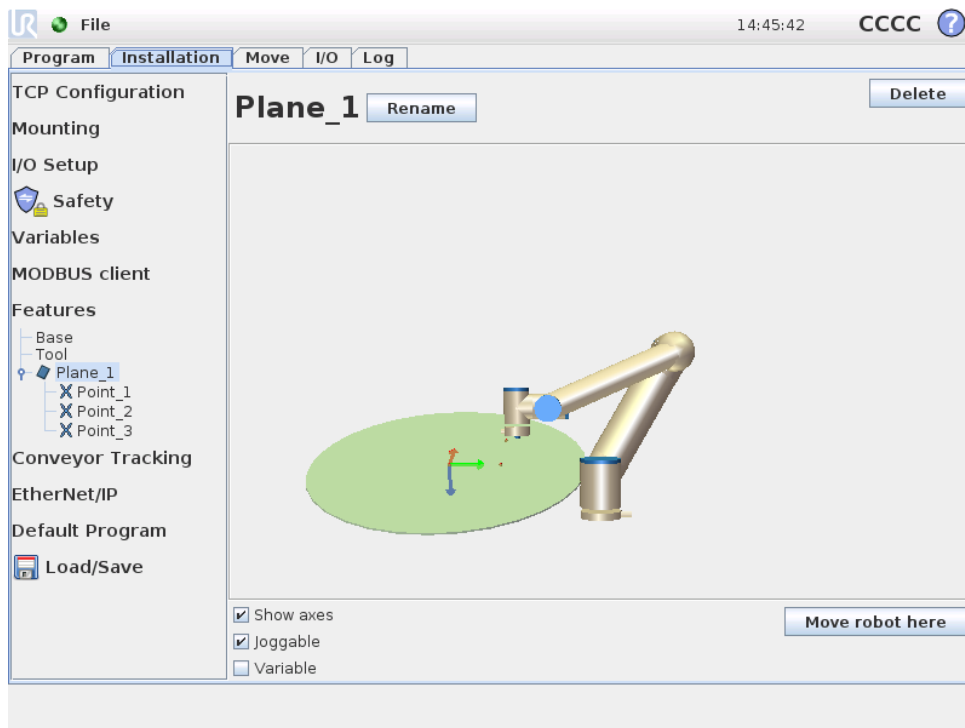 UR File 14:45:42 CCCC ?
Program Installation Move I/O Log
TCP Configuration
Mounting
I/O Setup
Safety
Variables
MODBUS client
Features
Base
Tool
Plane_1
Point_1
Point_2
Point_3
Conveyor Tracking
EtherNet/IP
Default Program
Load/Save
Plane_1 Rename Delete
Show axes
Joggable
Variable
Move robot here